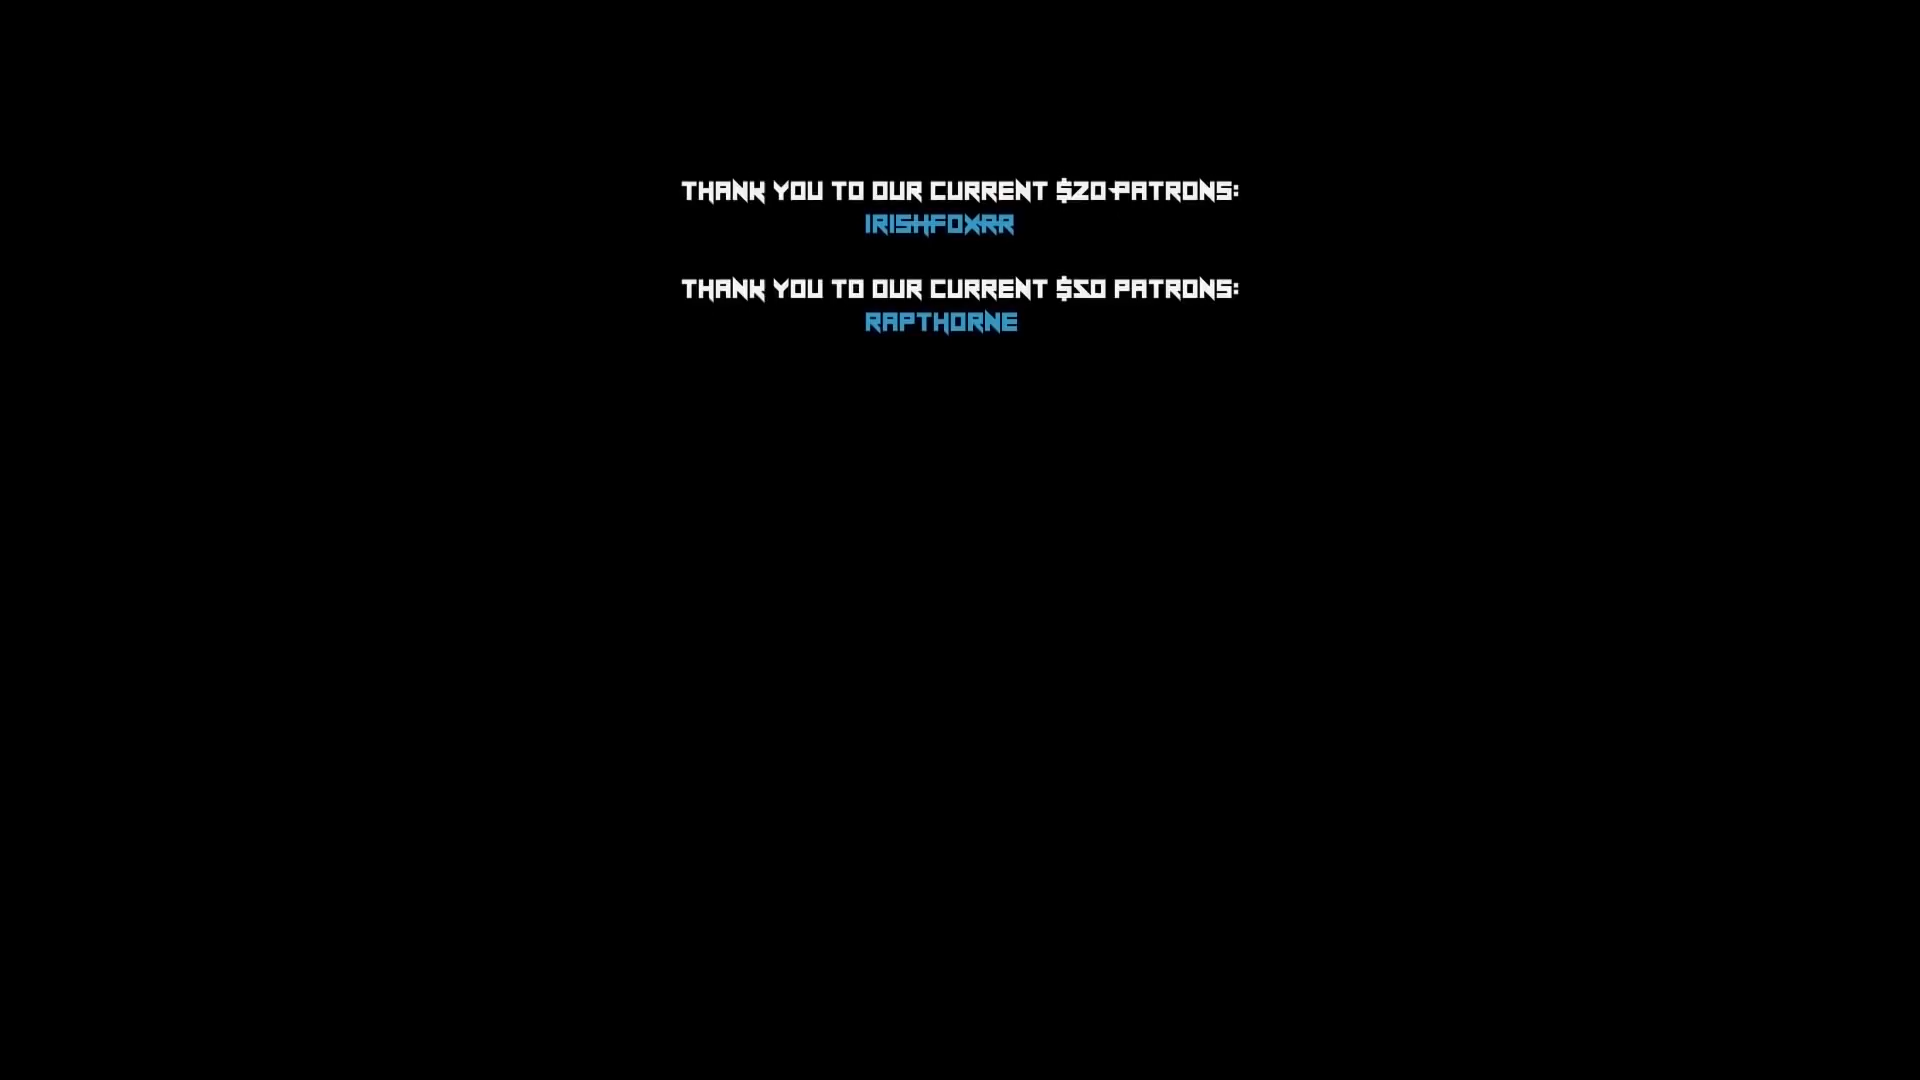 THANK YOU TO OUR CURRENT $20 PATRONS:
IRISHFOXRR
THANK YOU TO OUR CURRENT $50 PATRONS:
RAPTHORNE